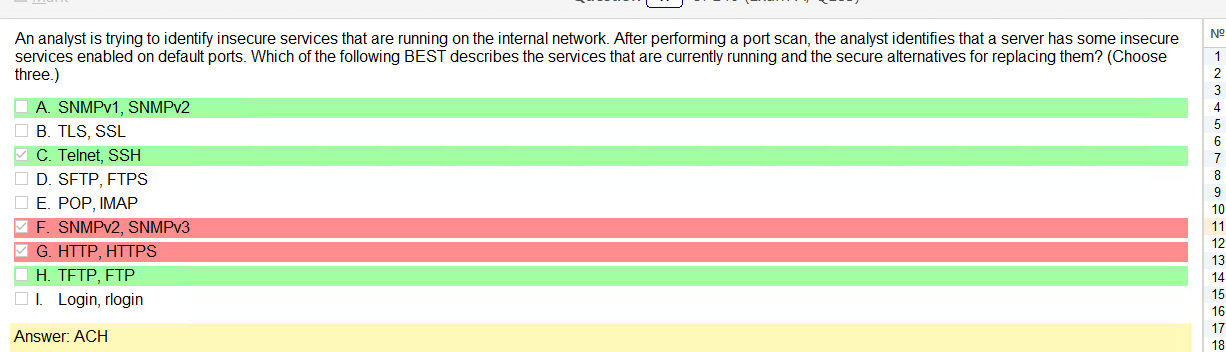 An analyst is trying to identify insecure services that are running on the internal network. After performing a port scan, the analyst identifies that a server has some insecure
services enabled on default ports. Which of the following BEST describes the services that are currently running and the secure alternatives for replacing them? (Choose
three.)
A. SNMPv1, SNMPv2
B. TLS, SSL
C. Telnet, SSH
D. SFTP, FTPS
E. POP, IMAP
F. SNMPv2, SNMPv3
G. HTTP, HTTPS
H. TFTP, FTP
I. Login, rlogin
Answer: ACH
№
1
2
3
4
5
6
7
8
9
10
11
12
13
14
15
16
17
18